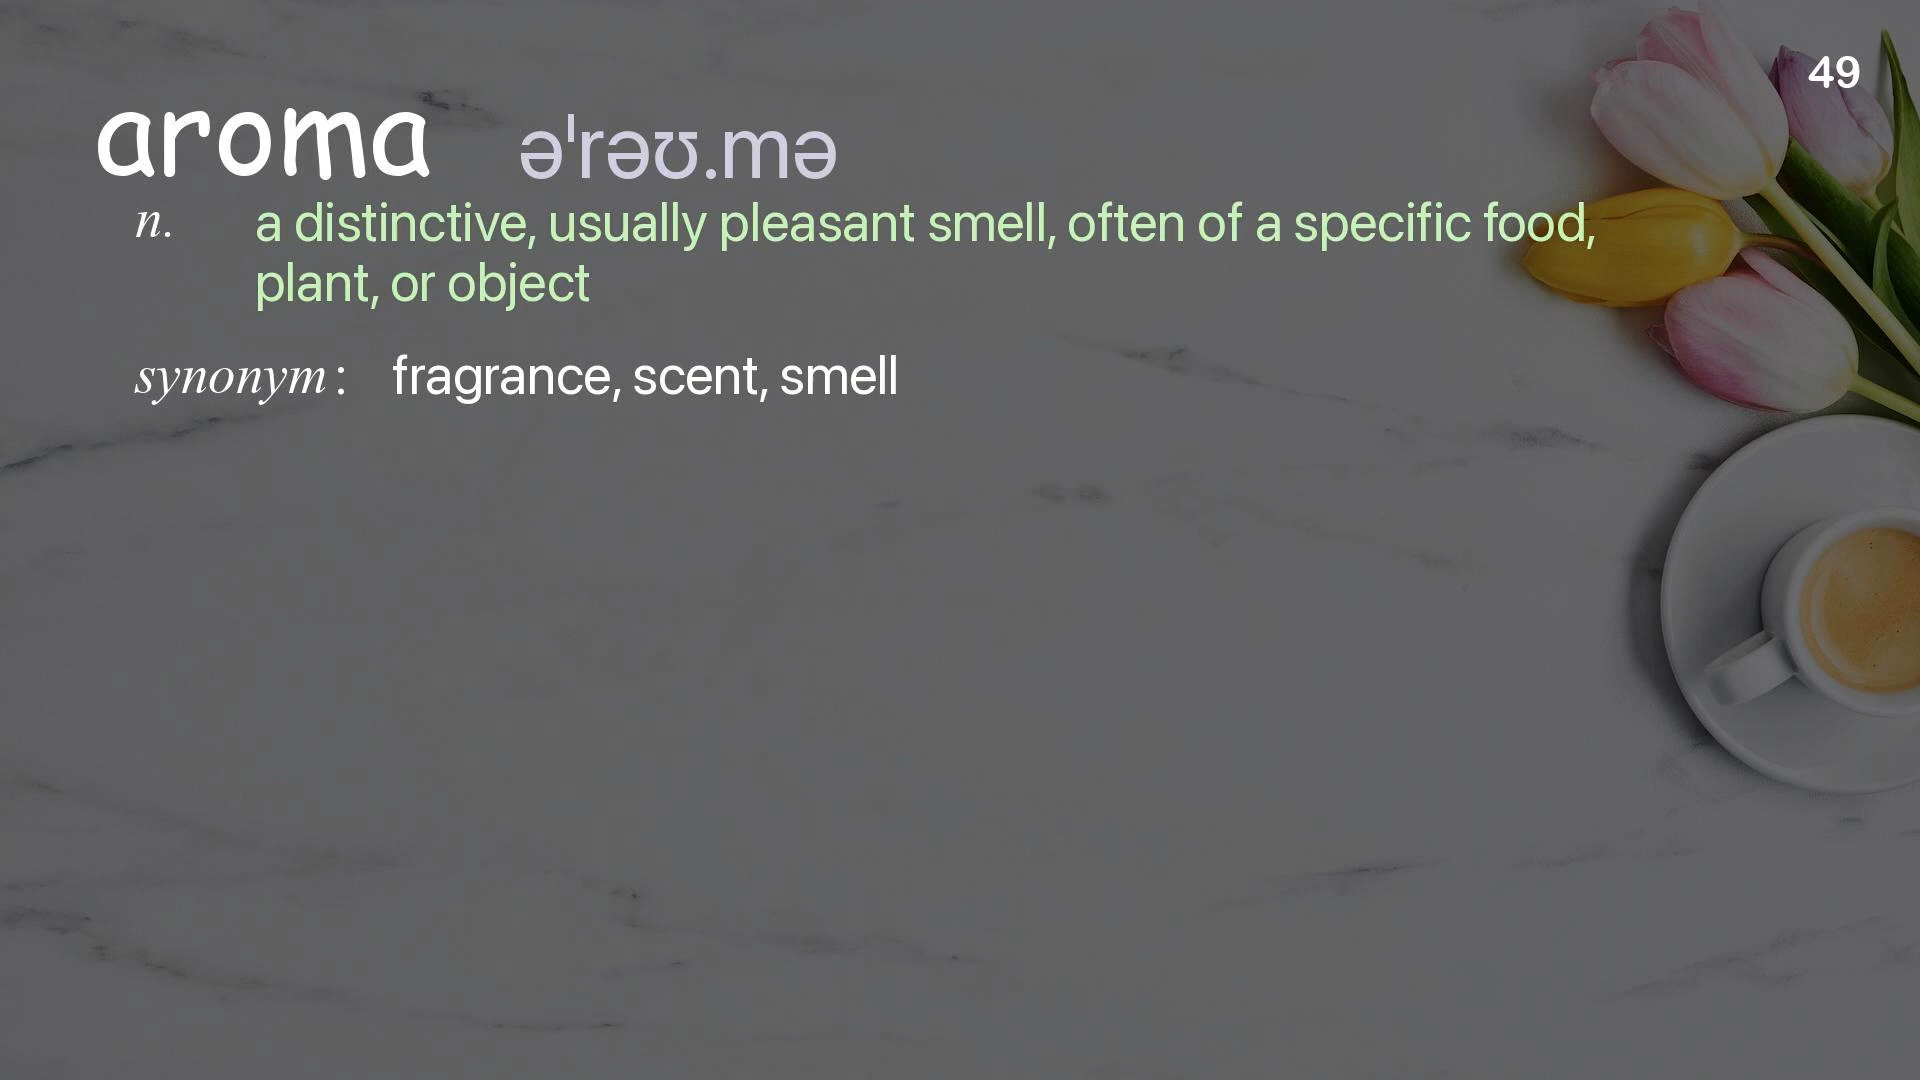 49
aroma əˈrəʊ.mə
n. a distinctive, usually pleasant smell, often of a specific food,
plant, or object
synonym: fragrance, scent, smell